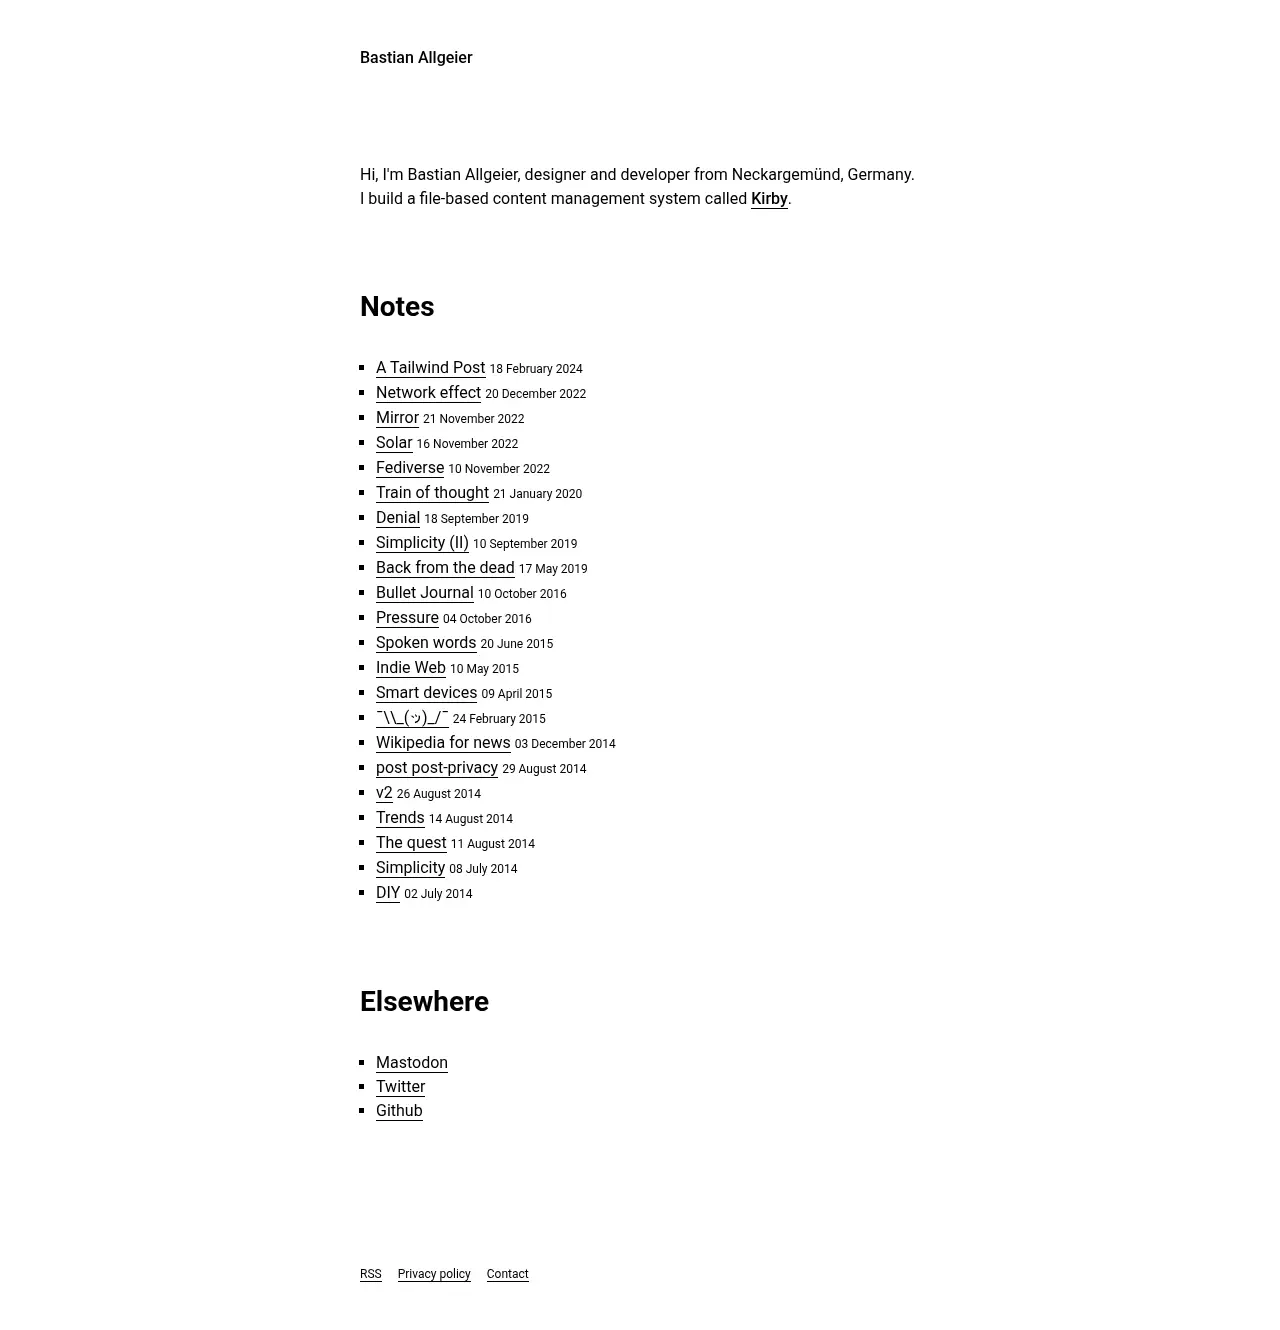 Bastian Allgeier
Hi, I'm Bastian Allgeier, designer and developer from Neckargemünd, Germany.
I build a file-based content management system called Kirby.
Notes
A Tailwind Post 18 February 2024
Network effect 20 December 2022
Mirror 21 November 2022
Solar 16 November 2022
Fediverse 10 November 2022
Train of thought 21 January 2020
Denial 18 September 2019
Simplicity (II) 10 September 2019
Back from the dead 17 May 2019
Bullet Journal 10 October 2016
Pressure 04 October 2016
Spoken words 20 June 2015
Indie Web 10 May 2015
Smart devices 09 April 2015
¯\\_(ッ)_/¯ 24 February 2015
Wikipedia for news 03 December 2014
post post-privacy 29 August 2014
v2 26 August 2014
Trends 14 August 2014
The quest 11 August 2014
Simplicity 08 July 2014
DIY 02 July 2014
Elsewhere
Mastodon
Twitter
Github
RSS Privacy policy Contact